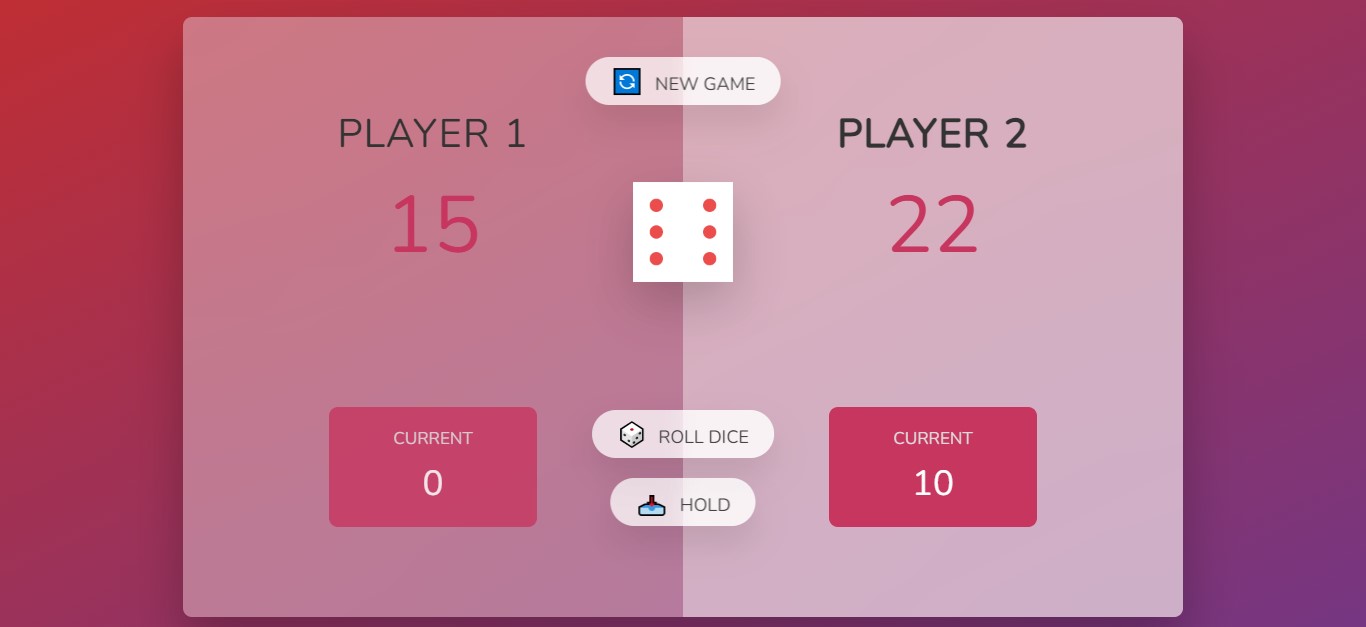 NEW GAME
PLAYER 1
15
PLAYER 2
22
CURRENT
0
ROLL DICE
HOLD
CURRENT
10